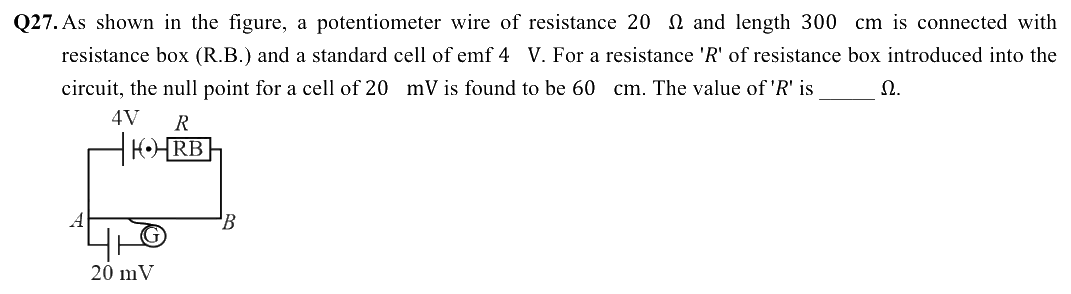 Q27. As shown in the figure, a potentiometer wire of resistance 20 Ω and length 300 cm is connected with
resistance box (R.B.) and a standard cell of emf 4 V. For a resistance 'R' of resistance box introduced into the
circuit, the null point for a cell of 20 mV is found to be 60 cm. The value of 'R' is _____ Ω.
4V R
RB
A B
G
20 mV